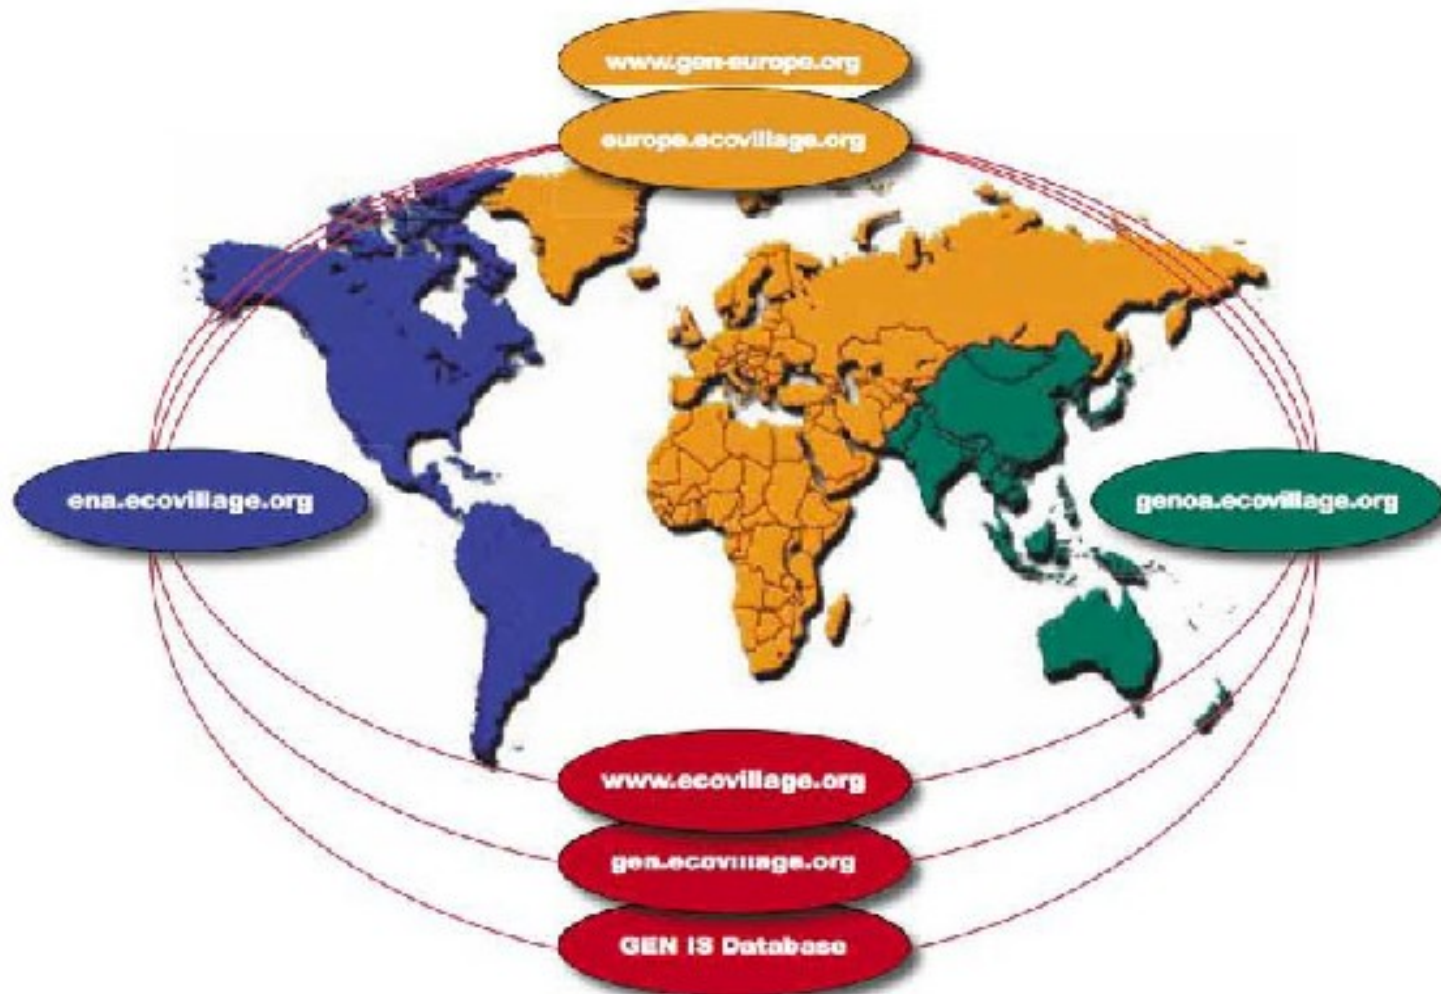 www.gen-europe.org
europe.ecovillage.org
ena.ecovillage.org
genoa.ecovillage.org
www.ecovillage.org
gen.ecovillage.org
GEN IS Database